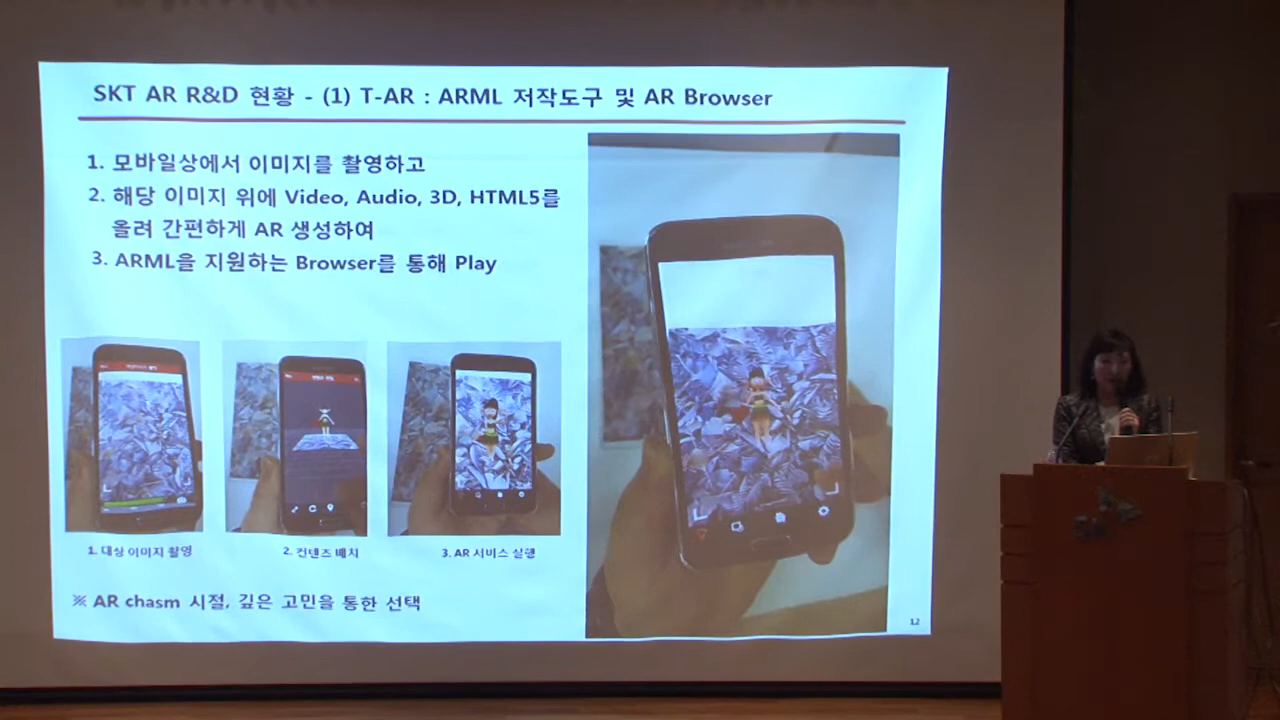 SKT AR R&D 현황 - (1) T-AR : ARML 저작도구 및 AR Browser
1. 모바일상에서 이미지를 촬영하고
2. 해당 이미지 위에 Video, Audio, 3D, HTML5를
올려 간편하게 AR 생성하여
3. ARML을 지원하는 Browser를 통해 Play
1. 대상 이미지 촬영
2. 컨텐츠 배치
3. AR 서비스 실행
※ AR chasm 시절, 깊은 고민을 통한 선택
12